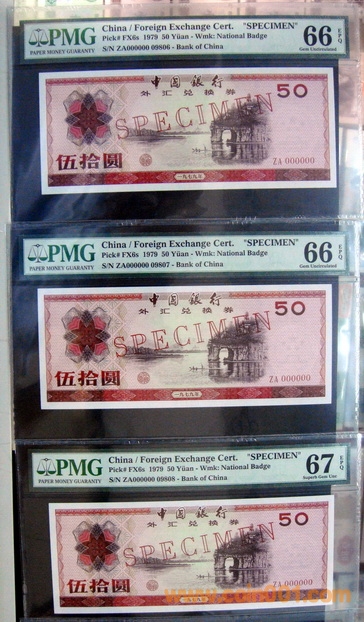 PMG
PAPER MONEY GUARANTY
China / Foreign Exchange Cert. "SPECIMEN"
Pick# FX6s 1979 50 Yüan - Wmk: National Badge
S/N ZA000000 09806 - Bank of China
66 EPQ
Gem Uncirculated
中国银行
外汇兑换券
50
SPECIMEN
伍拾圆
一九七九年
ZA 000000
PMG
PAPER MONEY GUARANTY
China / Foreign Exchange Cert. "SPECIMEN"
Pick# FX6s 1979 50 Yüan - Wmk: National Badge
S/N ZA000000 09807 - Bank of China
66 EPQ
Gem Uncirculated
中国银行
外汇兑换券
50
SPECIMEN
伍拾圆
一九七九年
ZA 000000
PMG
PAPER MONEY GUARANTY
China / Foreign Exchange Cert. "SPECIMEN"
Pick# FX6s 1979 50 Yüan - Wmk: National Badge
S/N ZA000000 09808 - Bank of China
67 EPQ
Superb Gem Unc
中国银行
外汇兑换券
50
SPECIMEN
伍拾圆
一九七九年
ZA 000000